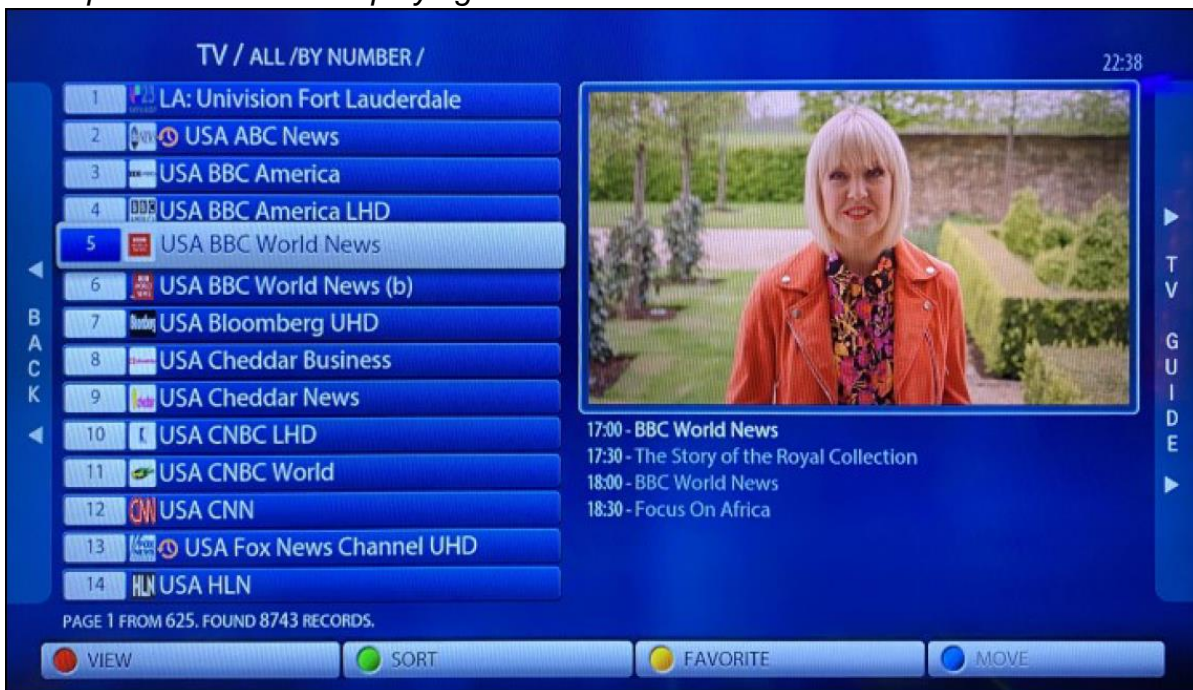 TV / ALL /BY NUMBER /
22:38
1 LA: Univision Fort Lauderdale
2 USA ABC News
3 USA BBC America
4 USA BBC America LHD
5 USA BBC World News
6 USA BBC World News (b)
7 USA Bloomberg UHD
8 USA Cheddar Business
9 USA Cheddar News
10 USA CNBC LHD
11 USA CNBC World
12 CNN USA CNN
13 USA Fox News Channel UHD
14 HLN USA HLN
PAGE 1 FROM 625. FOUND 8743 RECORDS.
BACK
17:00 - BBC World News
17:30 - The Story of the Royal Collection
18:00 - BBC World News
18:30 - Focus On Africa
TV GUIDE
VIEW
SORT
FAVORITE
MOVE